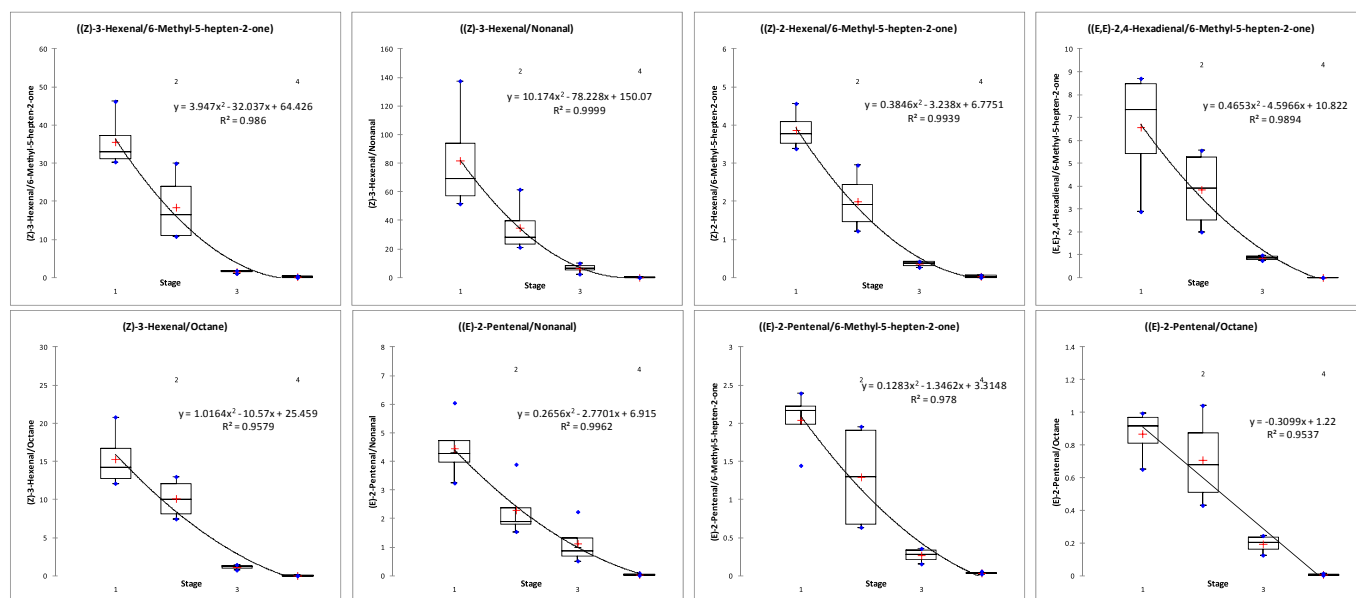 ((Z)-3-Hexenal/6-Methyl-5-hepten-2-one)
(Z)-3-Hexenal/6-Methyl-5-hepten-2-one
60
50
40
30
20
10
0
2
4
y = 3.947x² - 32.037x + 64.426
R² = 0.986
Stage
1
3
((Z)-3-Hexenal/Nonanal)
(Z)-3-Hexenal/Nonanal
160
140
120
100
80
60
40
20
0
2
4
y = 10.174x² - 78.228x + 150.07
R² = 0.9999
Stage
1
3
((Z)-2-Hexenal/6-Methyl-5-hepten-2-one)
(Z)-2-Hexenal/6-Methyl-5-hepten-2-one
6
5
4
3
2
1
0
2
4
y = 0.3846x² - 3.238x + 6.7751
R² = 0.9939
Stage
1
3
((E,E)-2,4-Hexadienal/6-Methyl-5-hepten-2-one)
(E,E)-2,4-Hexadienal/6-Methyl-5-hepten-2-one
10
9
8
7
6
5
4
3
2
1
0
2
4
y = 0.4653x² - 4.5966x + 10.822
R² = 0.9894
Stage
1
3
(Z)-3-Hexenal/Octane)
(Z)-3-Hexenal/Octane
30
25
20
15
10
5
0
2
4
y = 1.0164x² - 10.57x + 25.459
R² = 0.9579
Stage
1
3
((E)-2-Pentenal/Nonanal)
(E)-2-Pentenal/Nonanal
8
7
6
5
4
3
2
1
0
2
4
y = 0.2656x² - 2.7701x + 6.915
R² = 0.9962
Stage
1
3
((E)-2-Pentenal/6-Methyl-5-hepten-2-one)
(E)-2-Pentenal/6-Methyl-5-hepten-2-one
3
2.5
2
1.5
1
0.5
0
2
4
y = 0.1283x² - 1.3462x + 3.3148
R² = 0.978
Stage
1
3
((E)-2-Pentenal/Octane)
(E)-2-Pentenal/Octane
1.4
1.2
1
0.8
0.6
0.4
0.2
0
2
4
y = -0.3099x + 1.22
R² = 0.9537
Stage
1
3